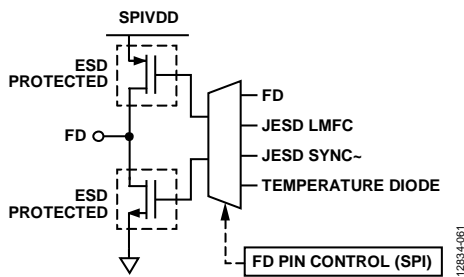 SPIVDD
ESD
PROTECTED
FD
ESD
PROTECTED
FD
JESD LMFC
JESD SYNC~
TEMPERATURE DIODE
FD PIN CONTROL (SPI)
12834-061